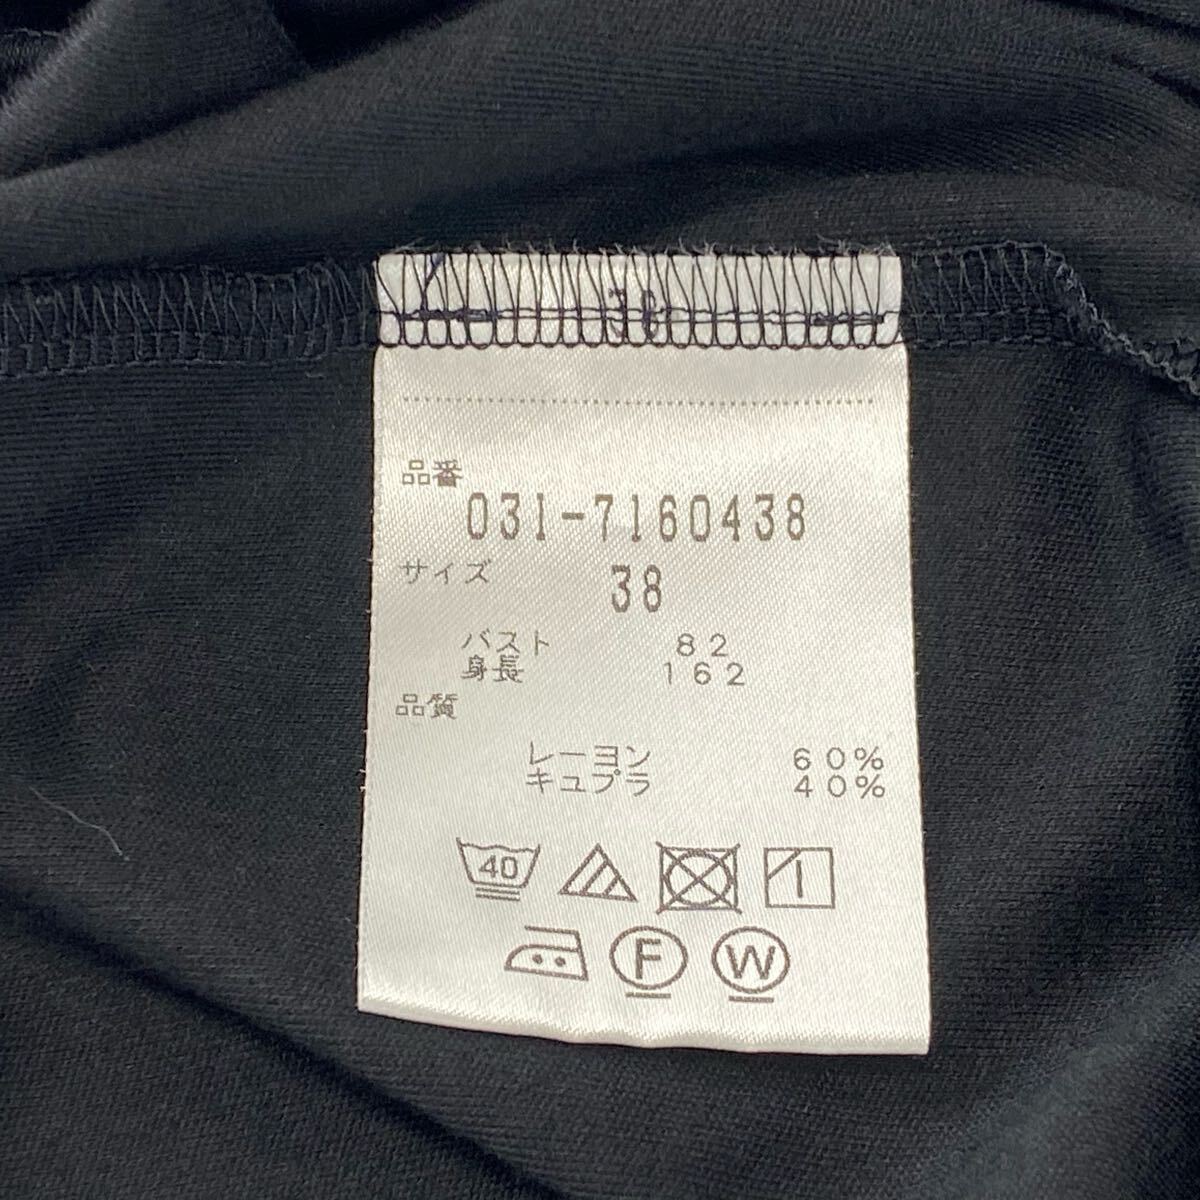 38
品番
031-7160438
サイズ 38
バスト 82
身長 162
品質
レーヨン 60%
キュプラ 40%
40
F W